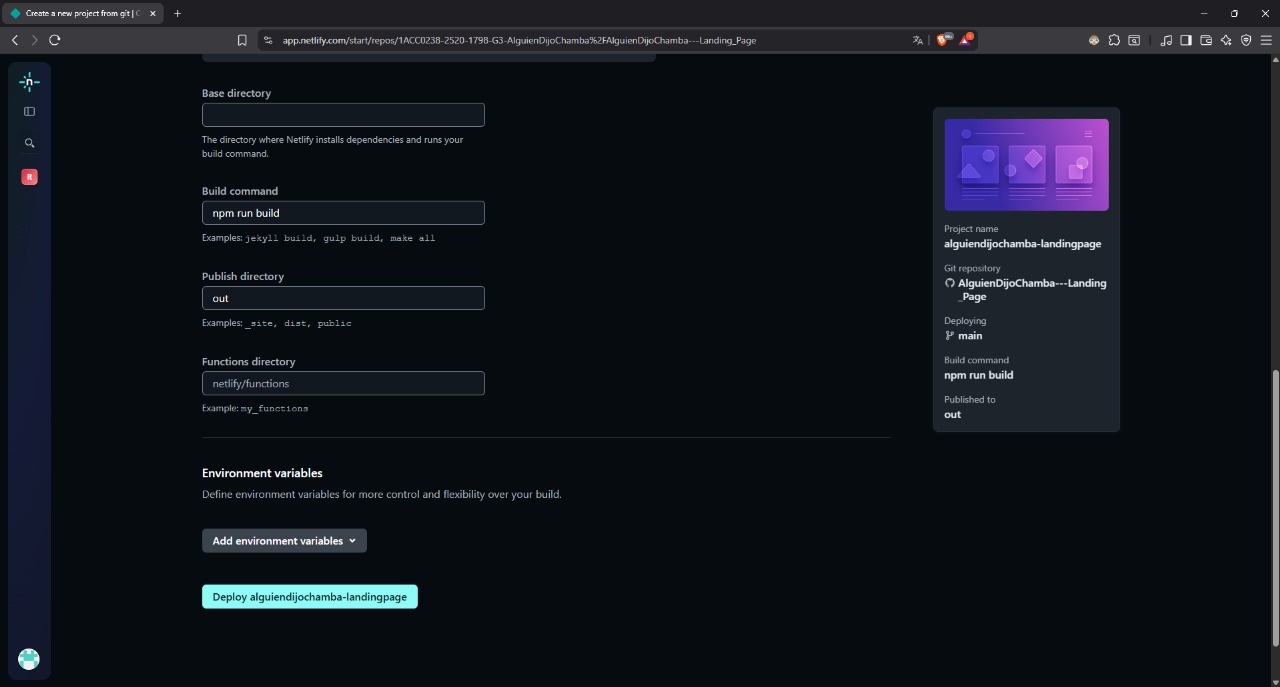 Create a new project from git | C
app.netlify.com/start/repos/1ACC0238-2520-1798-G3-AlguienDijoChamba%2FAlguienDijoChamba---Landing_Page
R
Base directory
The directory where Netlify installs dependencies and runs your
build command.
Build command
npm run build
Examples: jekyll build, gulp build, make all
Publish directory
out
Examples: _site, dist, public
Functions directory
netlify/functions
Example: my_functions
Environment variables
Define environment variables for more control and flexibility over your build.
Add environment variables
Deploy alguiendijochamba-landingpage
Project name
alguiendijochamba-landingpage
Git repository
AlguienDijoChamba---Landing
_Page
Deploying
main
Build command
npm run build
Published to
out